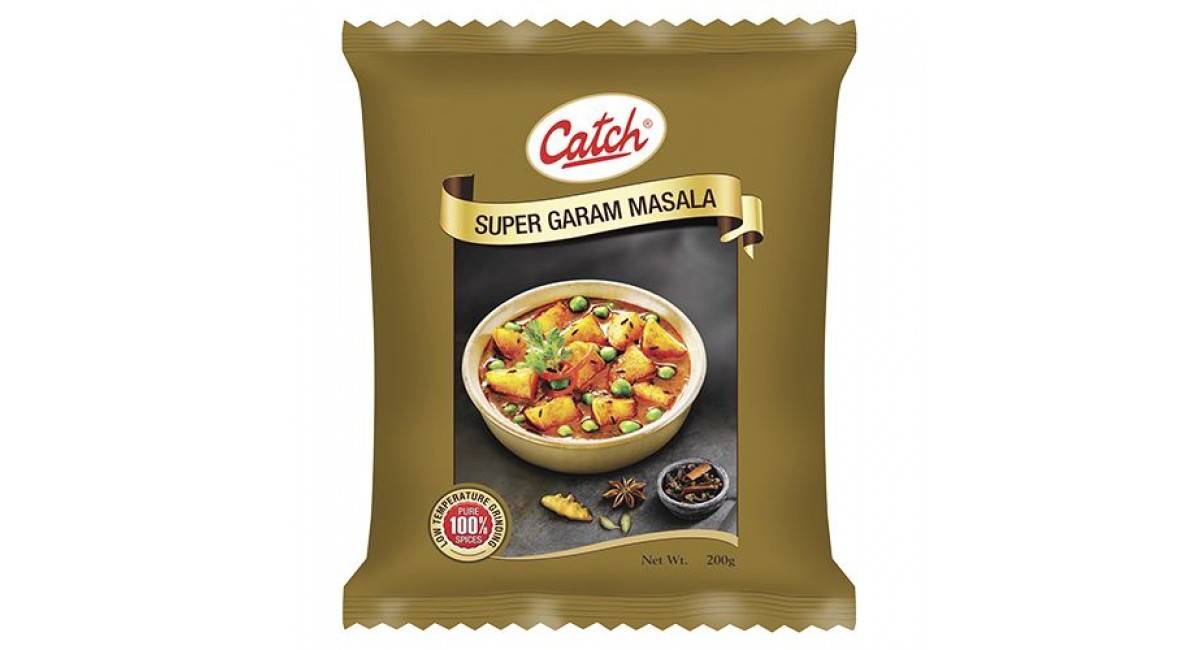 Catch®
SUPER GARAM MASALA
LOW TEMPERATURE GRINDING
PURE
100%
SPICES
Net Wt. 200g